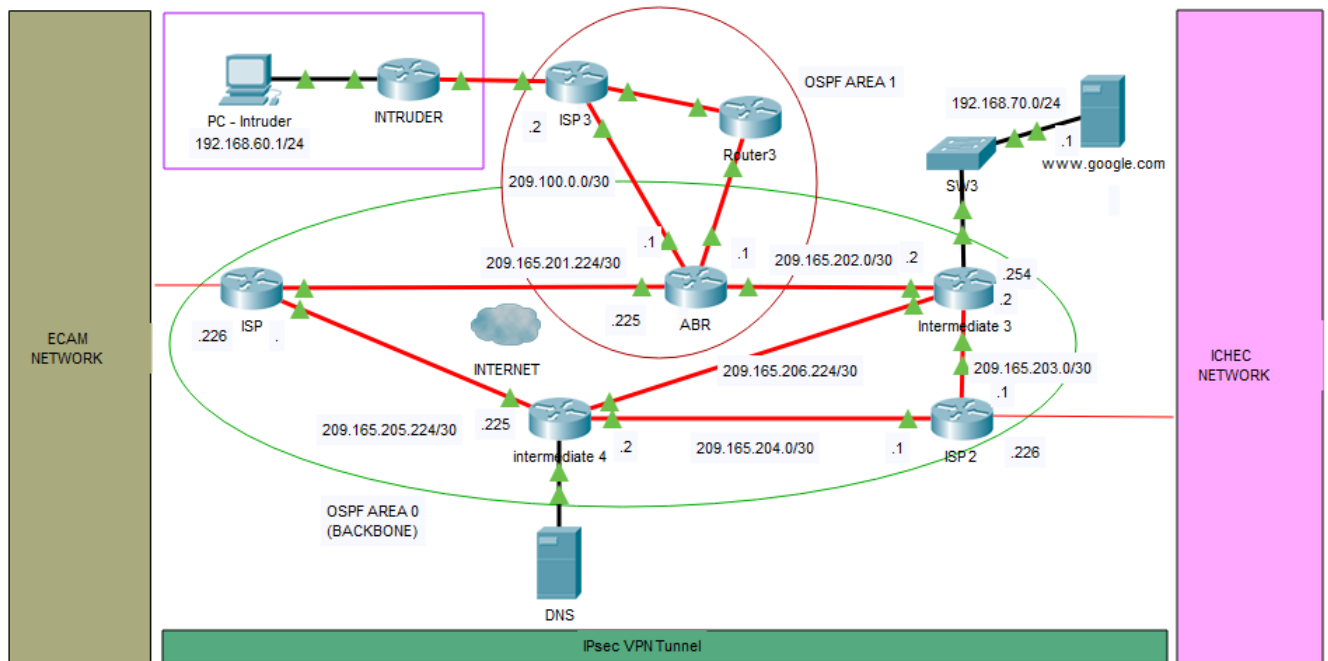 PC - Intruder
192.168.60.1/24
INTRUDER
.2
ISP 3
OSPF AREA 1
Router3
192.168.70.0/24
.1
www.google.com
SW3
209.100.0.0/30
.1
.1
209.165.201.224/30
209.165.202.0/30
.2
.254
.2
ISP
.226
.
.225
ABR
Intermediate 3
INTERNET
ECAM
NETWORK
209.165.206.224/30
209.165.203.0/30
.1
ICHEC
NETWORK
209.165.205.224/30
.225
intermediate 4
.2
209.165.204.0/30
.1
ISP 2
.226
OSPF AREA 0
(BACKBONE)
DNS
IPsec VPN Tunnel